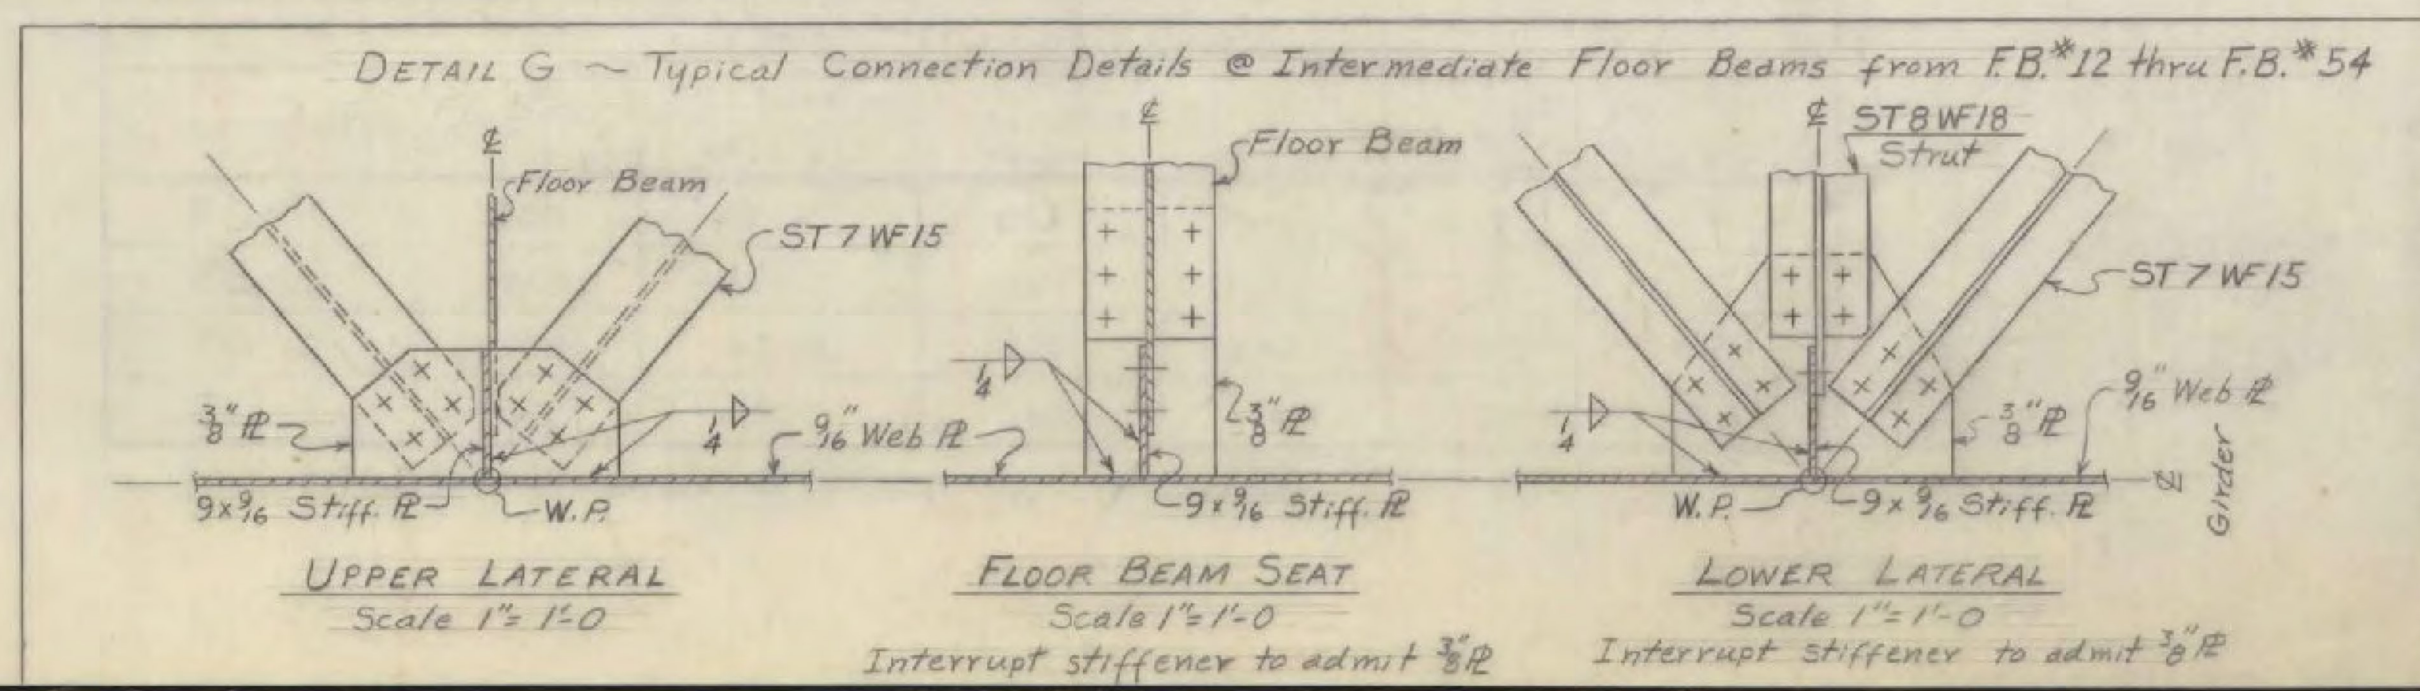 DETAIL G ~ Typical Connection Details @ Intermediate Floor Beams from F.B.#12 thru F.B.#54
℄
Floor Beam
ST 7 WF 15
3/8" ⅊
1/4
9/16" Web ⅊
9 x 9/16 Stiff. ⅊
W.P.
UPPER LATERAL
Scale 1"= 1'-0
℄
Floor Beam
1/4
3/8" ⅊
9 x 9/16 Stiff. ⅊
FLOOR BEAM SEAT
Scale 1"= 1'-0
Interrupt stiffener to admit 3/8" ⅊
℄
ST 8 WF 18
Strut
ST 7 WF 15
1/4
3/8" ⅊
9/16" Web ⅊
W.P.
9 x 9/16 Stiff. ⅊
℄ Girder
LOWER LATERAL
Scale 1"= 1'-0
Interrupt stiffener to admit 3/8" ⅊